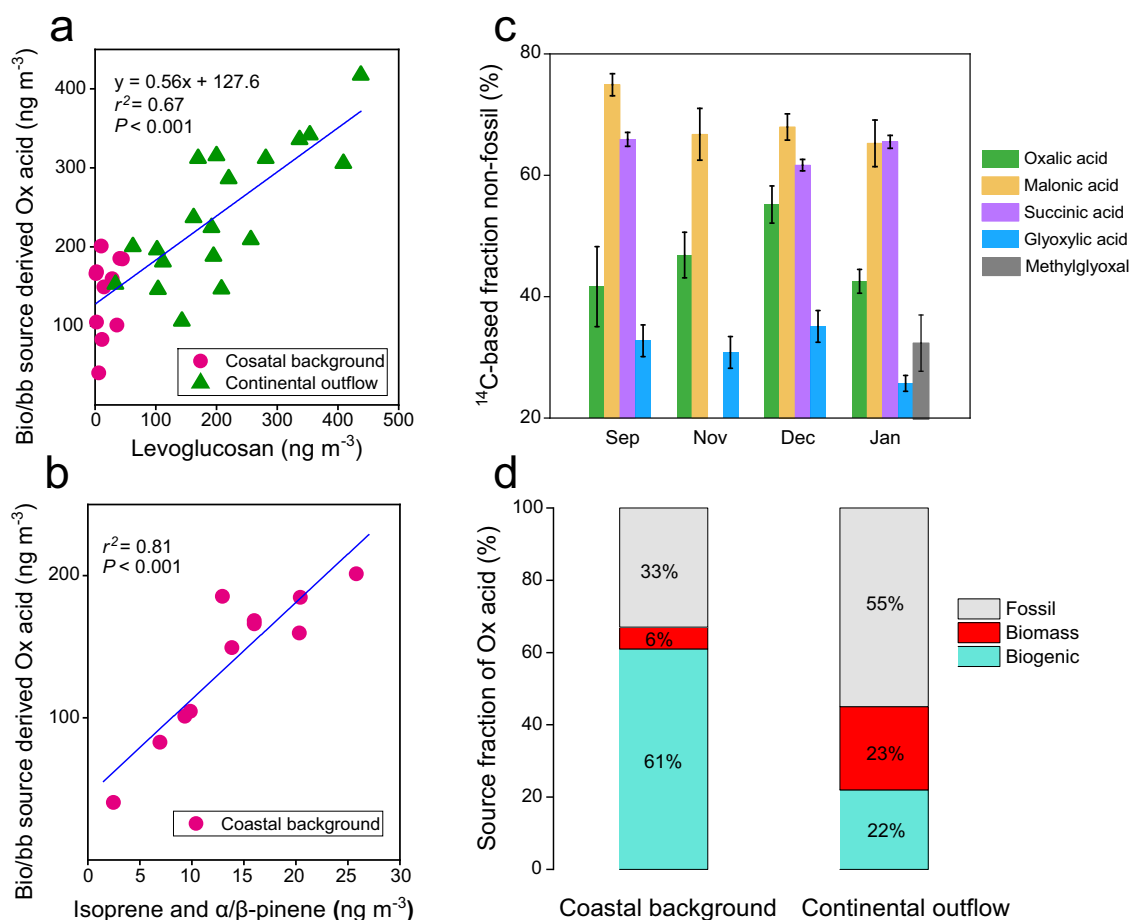 a
Bio/bb source derived Ox acid (ng m⁻³)
400
300
200
100
y = 0.56x + 127.6
r² = 0.67
P < 0.001
Cosatal background
Continental outflow
0 100 200 300 400 500
Levoglucosan (ng m⁻³)
b
Bio/bb source derived Ox acid (ng m⁻³)
200
100
r² = 0.81
P < 0.001
Coastal background
0 5 10 15 20 25 30
Isoprene and α/β-pinene (ng m⁻³)
c
¹⁴C-based fraction non-fossil (%)
80
60
40
20
Sep Nov Dec Jan
Oxalic acid
Malonic acid
Succinic acid
Glyoxylic acid
Methylglyoxal
d
Source fraction of Ox acid (%)
100
80
60
40
20
0
33%
6%
61%
55%
23%
22%
Fossil
Biomass
Biogenic
Coastal background Continental outflow